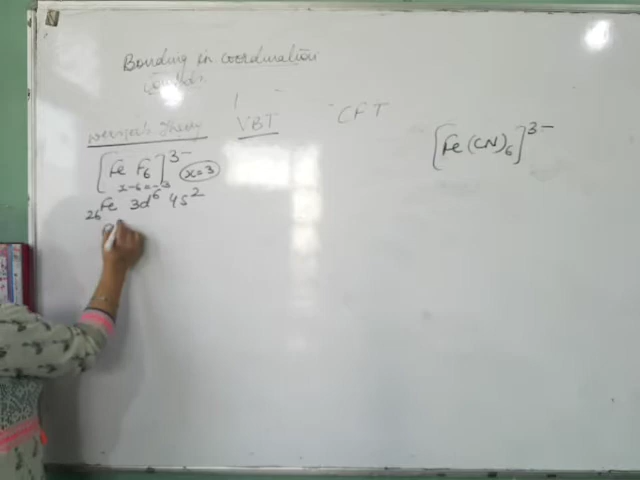 Bonding in coordination
compds.
Werner's Theory VBT CFT
[Fe F6]3- x=3
x-6=-3
26Fe 3d6 4s2
[Fe(CN)6]3-